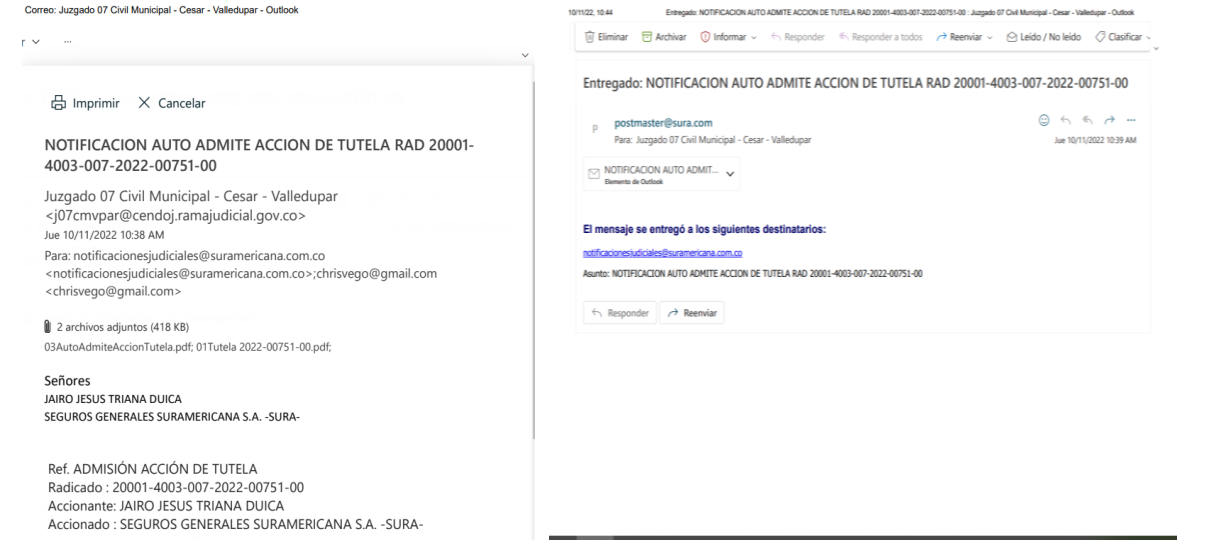 Correo: Juzgado 07 Civil Municipal - Cesar - Valledupar - Outlook
r
...
Imprimir
Cancelar
NOTIFICACION AUTO ADMITE ACCION DE TUTELA RAD 20001-
4003-007-2022-00751-00
Juzgado 07 Civil Municipal - Cesar - Valledupar
<j07cmvpar@cendoj.ramajudicial.gov.co>
Jue 10/11/2022 10:38 AM
Para: notificacionesjudiciales@suramericana.com.co
<notificacionesjudiciales@suramericana.com.co>;chrisvego@gmail.com
<chrisvego@gmail.com>
2 archivos adjuntos (418 KB)
03AutoAdmiteAccionTutela.pdf; 01Tutela 2022-00751-00.pdf;
Señores
JAIRO JESUS TRIANA DUICA
SEGUROS GENERALES SURAMERICANA S.A. -SURA-
Ref. ADMISIÓN ACCIÓN DE TUTELA
Radicado : 20001-4003-007-2022-00751-00
Accionante: JAIRO JESUS TRIANA DUICA
Accionado : SEGUROS GENERALES SURAMERICANA S.A. -SURA-
10/11/22, 10:44
Entregado: NOTIFICACION AUTO ADMITE ACCION DE TUTELA RAD 20001-4003-007-2022-00751-00 : Juzgado 07 Civil Municipal - Cesar - Valledupar - Outlook
Eliminar
Archivar
Informar
Responder
Responder a todos
Reenviar
Leído / No leído
Clasificar
Entregado: NOTIFICACION AUTO ADMITE ACCION DE TUTELA RAD 20001-4003-007-2022-00751-00
P
postmaster@sura.com
Para: Juzgado 07 Civil Municipal - Cesar - Valledupar
Jue 10/11/2022 10:39 AM
NOTIFICACION AUTO ADMIT...
Elemento de Outlook
El mensaje se entregó a los siguientes destinatarios:
notificacionesjudiciales@suramericana.com.co
Asunto: NOTIFICACION AUTO ADMITE ACCION DE TUTELA RAD 20001-4003-007-2022-00751-00
Responder
Reenviar